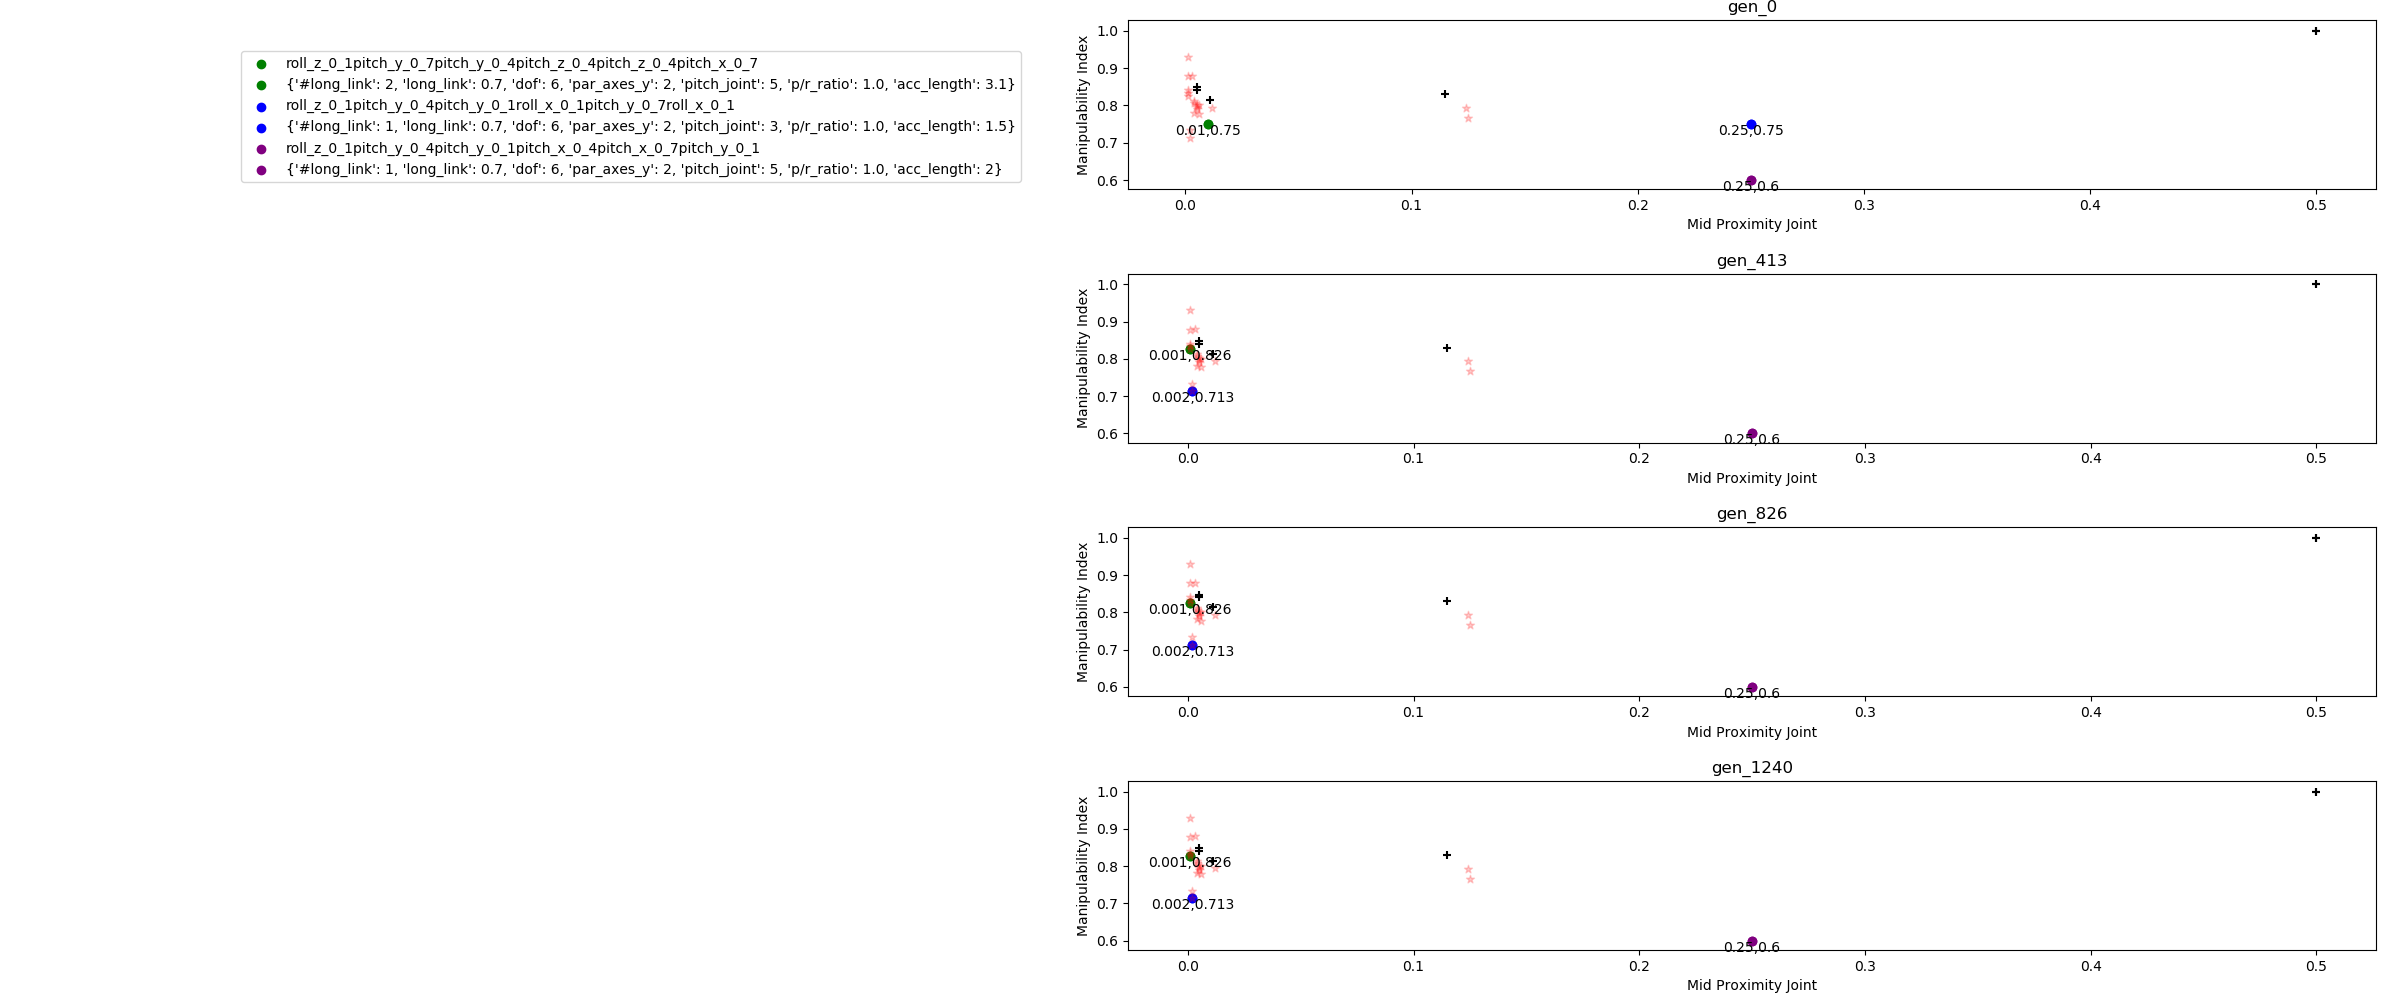 roll_z_0_1pitch_y_0_7pitch_y_0_4pitch_z_0_4pitch_z_0_4pitch_x_0_7
{'#long_link': 2, 'long_link': 0.7, 'dof': 6, 'par_axes_y': 2, 'pitch_joint': 5, 'p/r_ratio': 1.0, 'acc_length': 3.1}
roll_z_0_1pitch_y_0_4pitch_y_0_1roll_x_0_1pitch_y_0_7roll_x_0_1
{'#long_link': 1, 'long_link': 0.7, 'dof': 6, 'par_axes_y': 2, 'pitch_joint': 3, 'p/r_ratio': 1.0, 'acc_length': 1.5}
roll_z_0_1pitch_y_0_4pitch_y_0_1pitch_x_0_4pitch_x_0_7pitch_y_0_1
{'#long_link': 1, 'long_link': 0.7, 'dof': 6, 'par_axes_y': 2, 'pitch_joint': 5, 'p/r_ratio': 1.0, 'acc_length': 2}
gen_0
Manipulability Index
1.0
0.9
0.8
0.7
0.6
0.01,0.75
0.25,0.75
0.25,0.6
0.0 0.1 0.2 0.3 0.4 0.5
Mid Proximity Joint
gen_413
Manipulability Index
1.0
0.9
0.8
0.7
0.6
0.001,0.826
0.002,0.713
0.25,0.6
0.0 0.1 0.2 0.3 0.4 0.5
Mid Proximity Joint
gen_826
Manipulability Index
1.0
0.9
0.8
0.7
0.6
0.001,0.826
0.002,0.713
0.25,0.6
0.0 0.1 0.2 0.3 0.4 0.5
Mid Proximity Joint
gen_1240
Manipulability Index
1.0
0.9
0.8
0.7
0.6
0.001,0.826
0.002,0.713
0.25,0.6
0.0 0.1 0.2 0.3 0.4 0.5
Mid Proximity Joint